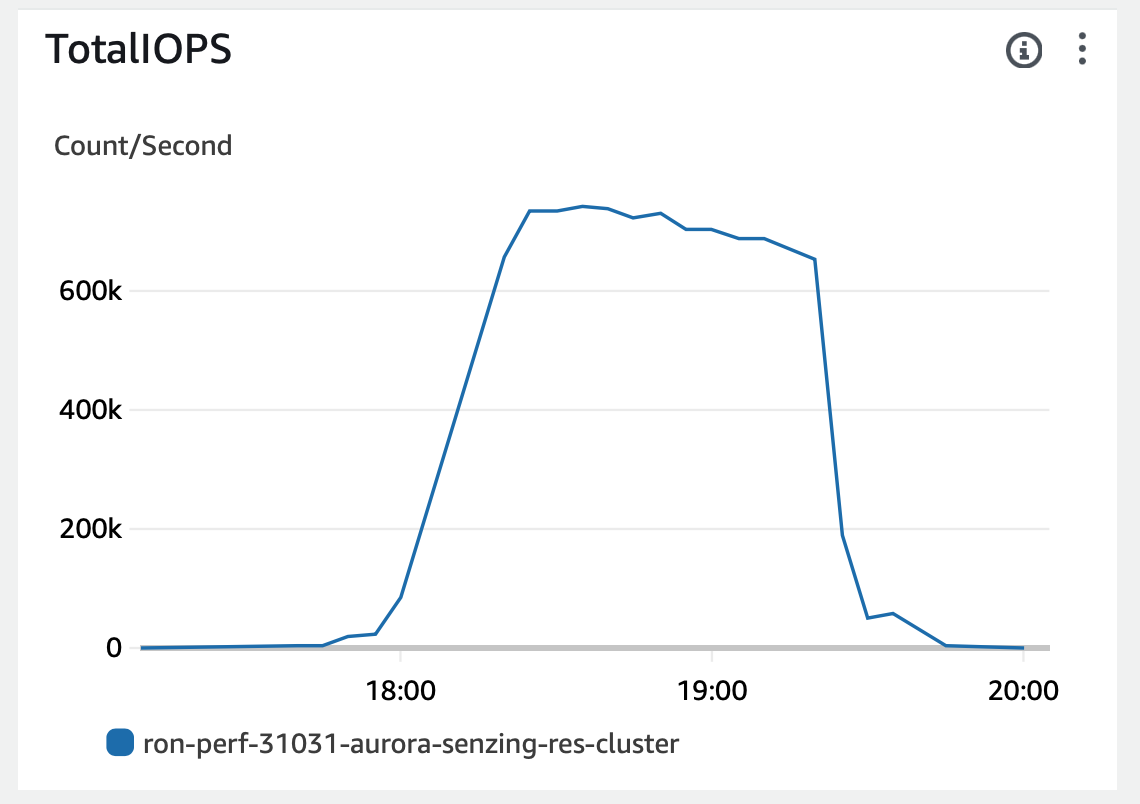 TotalIOPS
Count/Second
600k
400k
200k
0
18:00 19:00 20:00
ron-perf-31031-aurora-senzing-res-cluster